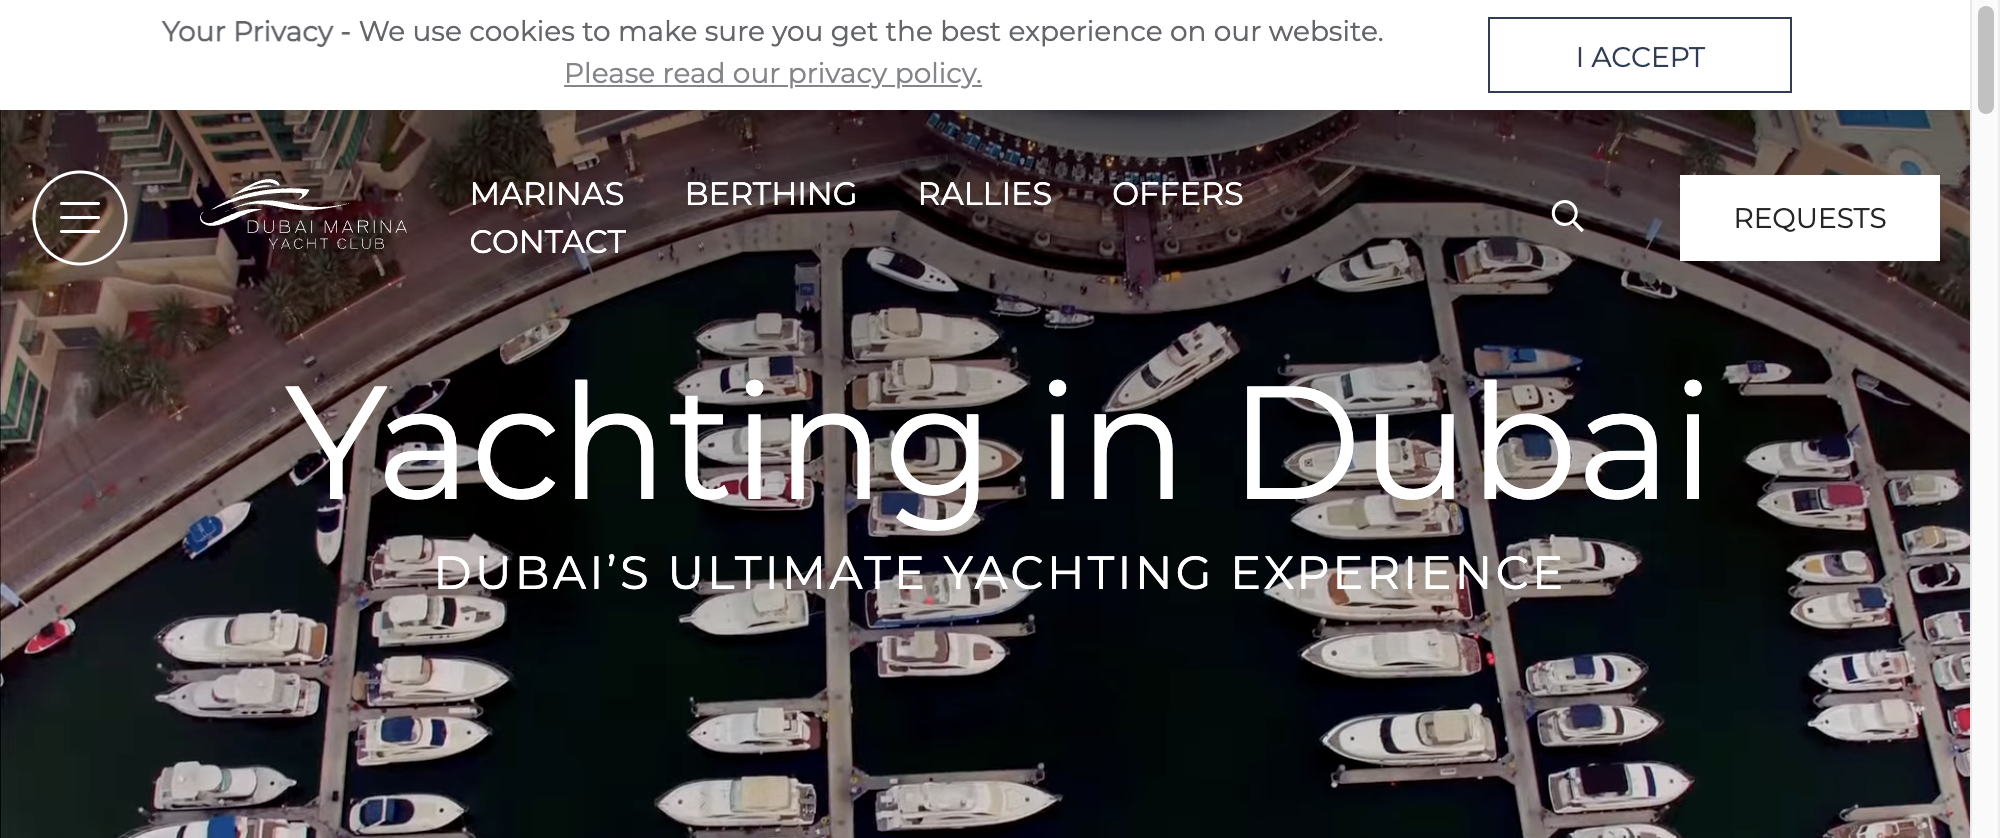 Your Privacy - We use cookies to make sure you get the best experience on our website.
Please read our privacy policy.
I ACCEPT
DUBAI MARINA
YACHT CLUB
MARINAS BERTHING RALLIES OFFERS
CONTACT
REQUESTS
Yachting in Dubai
DUBAI’S ULTIMATE YACHTING EXPERIENCE